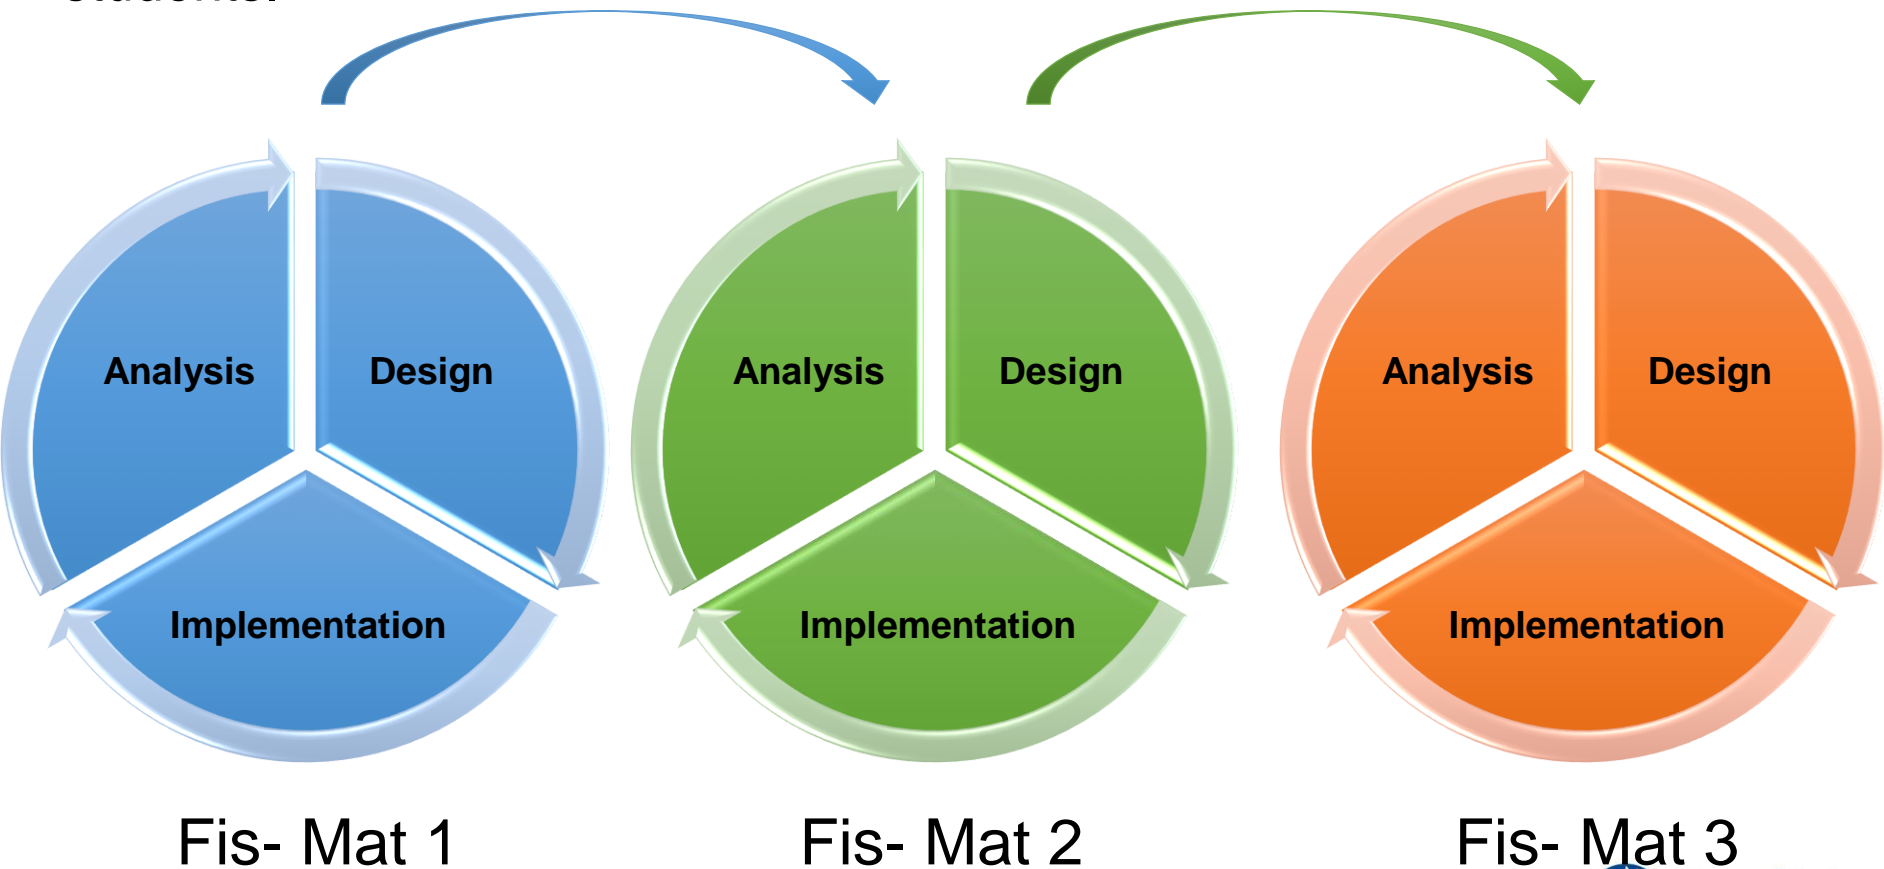 Analysis Design
Implementation
Analysis Design
Implementation
Analysis Design
Implementation
Fis- Mat 1
Fis- Mat 2
Fis- Mat 3